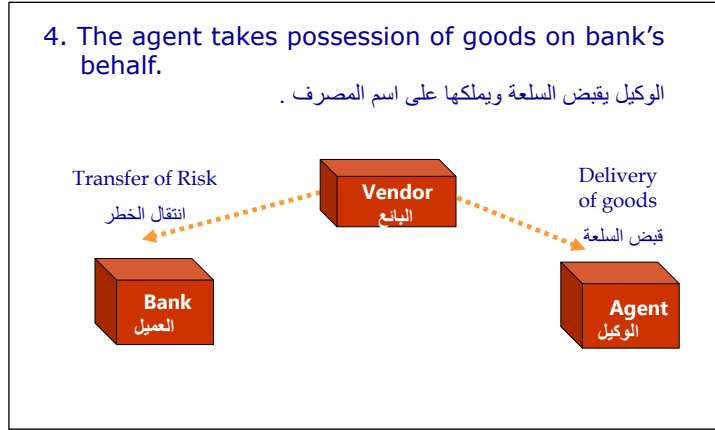 4. The agent takes possession of goods on bank's
behalf.
الوكيل يقبض السلعة ويملكها على اسم المصرف .
Transfer of Risk
انتقال الخطر
Vendor
البائع
Delivery
of goods
قبض السلعة
Bank
العميل
Agent
الوكيل